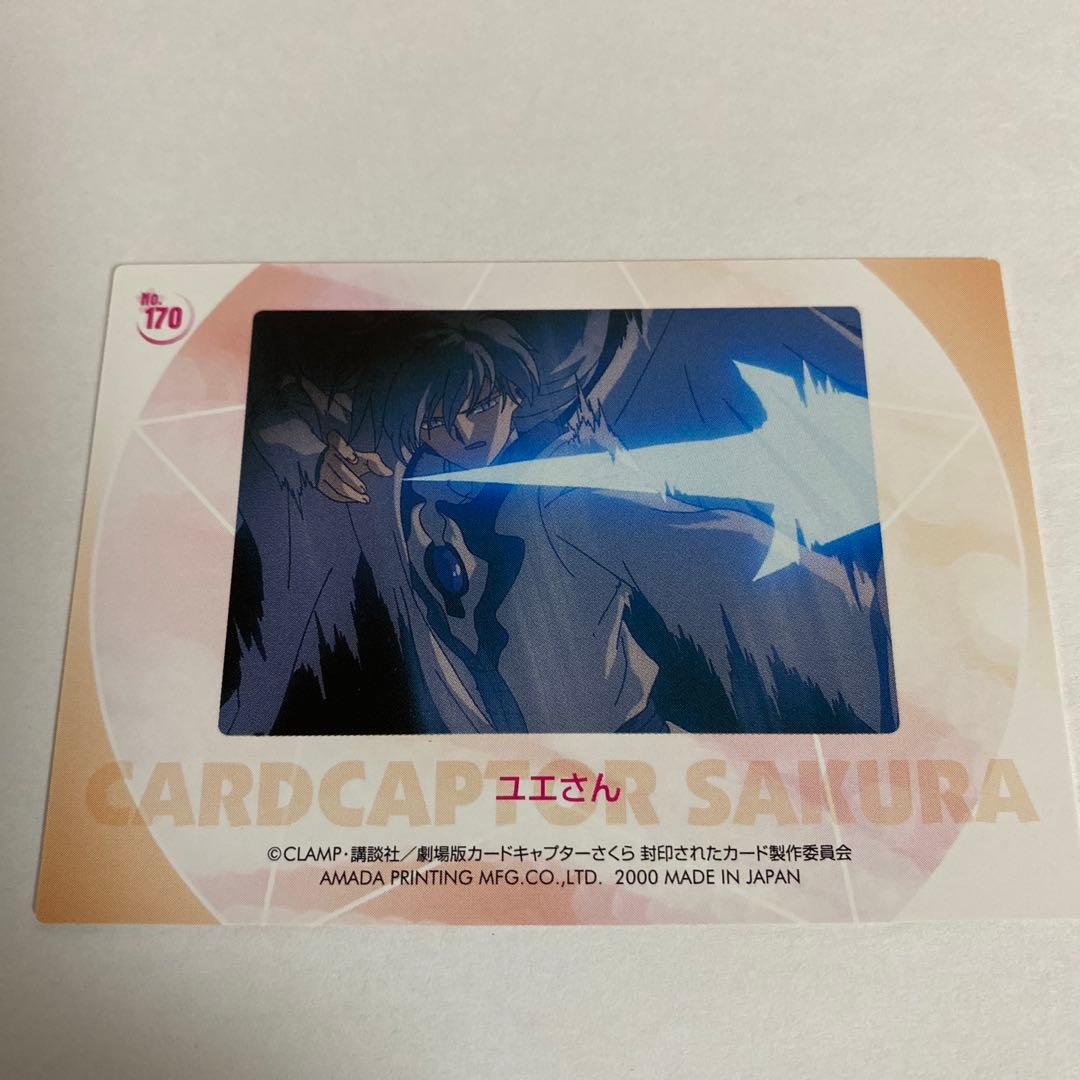 No.
170
CARDCAPTOR SAKURA
ユエさん
©CLAMP・講談社／劇場版カードキャプターさくら 封印されたカード製作委員会
AMADA PRINTING MFG.CO.,LTD. 2000 MADE IN JAPAN